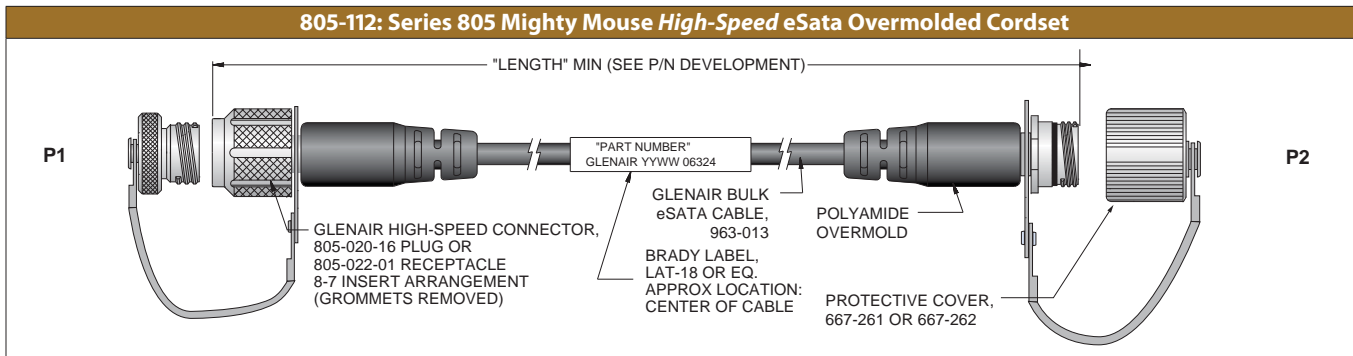 805-112: Series 805 Mighty Mouse High-Speed eSata Overmolded Cordset
"LENGTH" MIN (SEE P/N DEVELOPMENT)
P1
"PART NUMBER"
GLENAIR YYWW 06324
P2
GLENAIR HIGH-SPEED CONNECTOR,
805-020-16 PLUG OR
805-022-01 RECEPTACLE
8-7 INSERT ARRANGEMENT
(GROMMETS REMOVED)
GLENAIR BULK
eSATA CABLE,
963-013
BRADY LABEL,
LAT-18 OR EQ.
APPROX LOCATION:
CENTER OF CABLE
POLYAMIDE
OVERMOLD
PROTECTIVE COVER,
667-261 OR 667-262